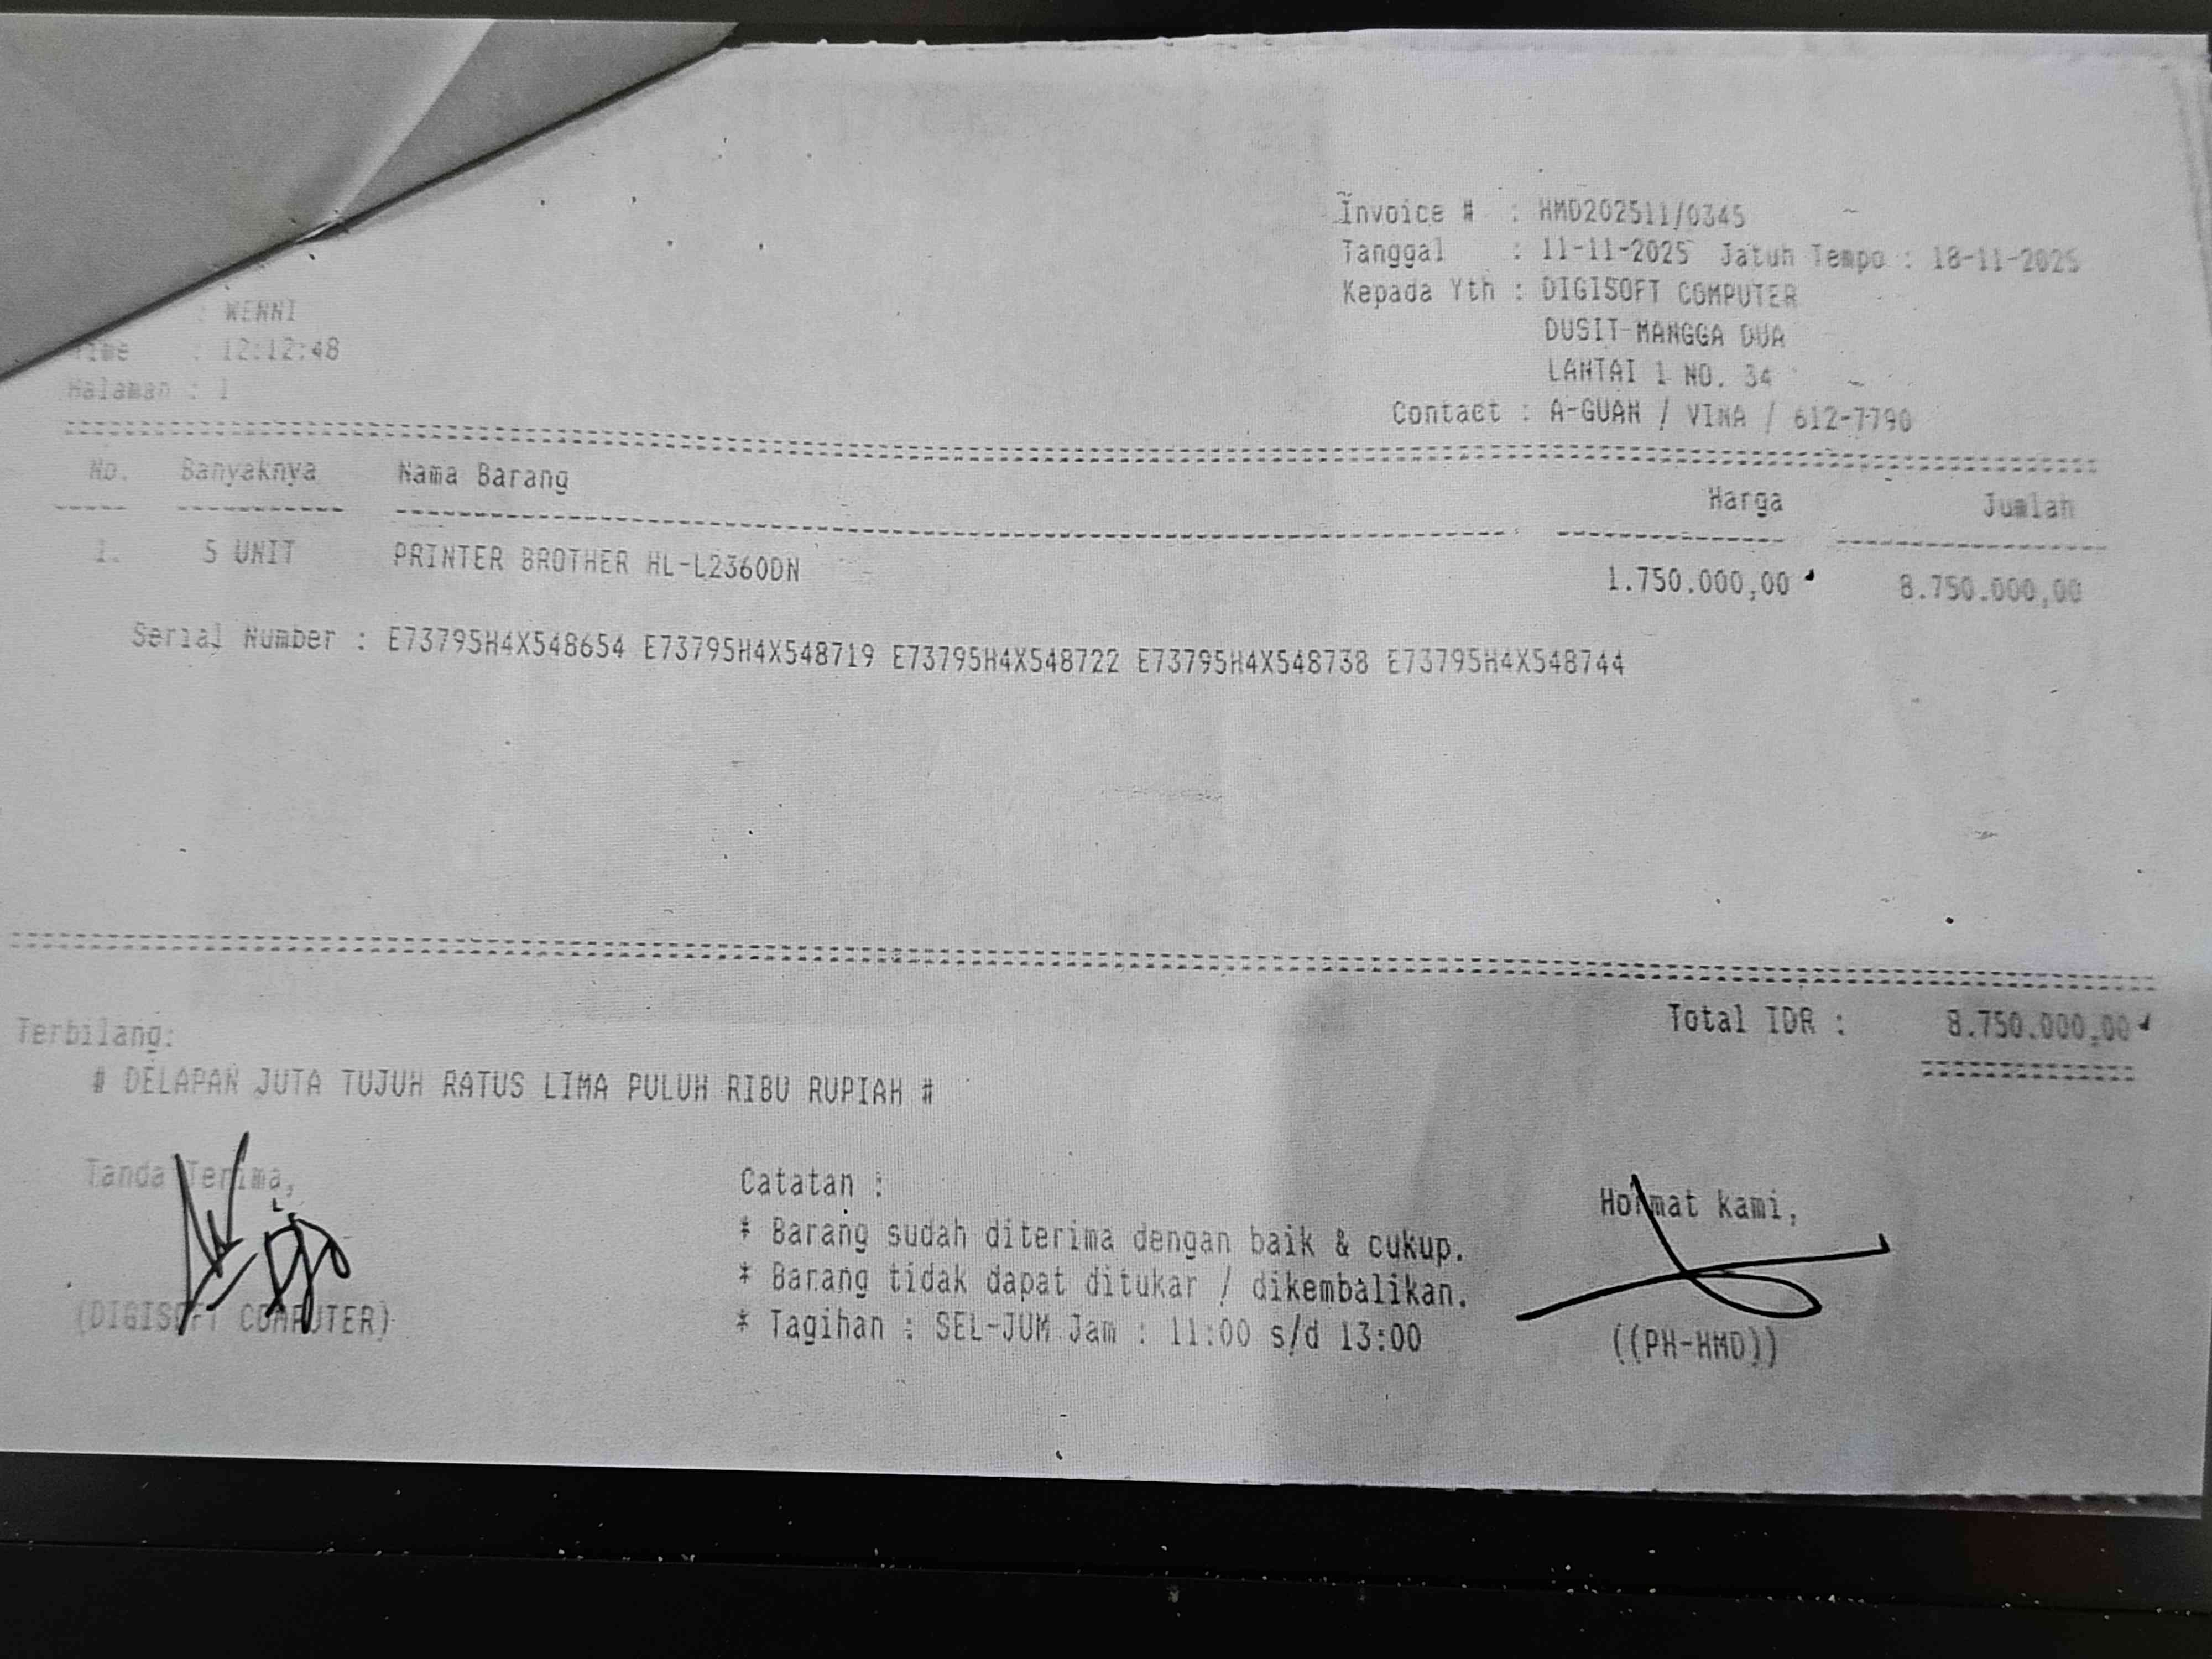 Invoice # : HMD202511/0345
Tanggal : 11-11-2025 Jatuh Tempo : 18-11-2025
Kepada Yth : DIGISOFT COMPUTER
DUSIT MANGGA DUA
LANTAI 1 NO. 34
Contact : A-GUAN / VINA / 612-7790
: WENNI
Time : 12:12:48
Halaman : 1
No. Banyaknya Nama Barang Harga Jumlah
1. 5 UNIT PRINTER BROTHER HL-L2360DN 1.750.000,00 8.750.000,00
Serial Number : E73795H4X548654 E73795H4X548719 E73795H4X548722 E73795H4X548738 E73795H4X548744
Total IDR : 8.750.000,00
Terbilang:
# DELAPAN JUTA TUJUH RATUS LIMA PULUH RIBU RUPIAH #
Tanda Terima,
(DIGISOFT COMPUTER)
Catatan :
* Barang sudah diterima dengan baik & cukup.
* Barang tidak dapat ditukar / dikembalikan.
* Tagihan : SEL-JUM Jam : 11:00 s/d 13:00
Hormat kami,
((PH-HMD))